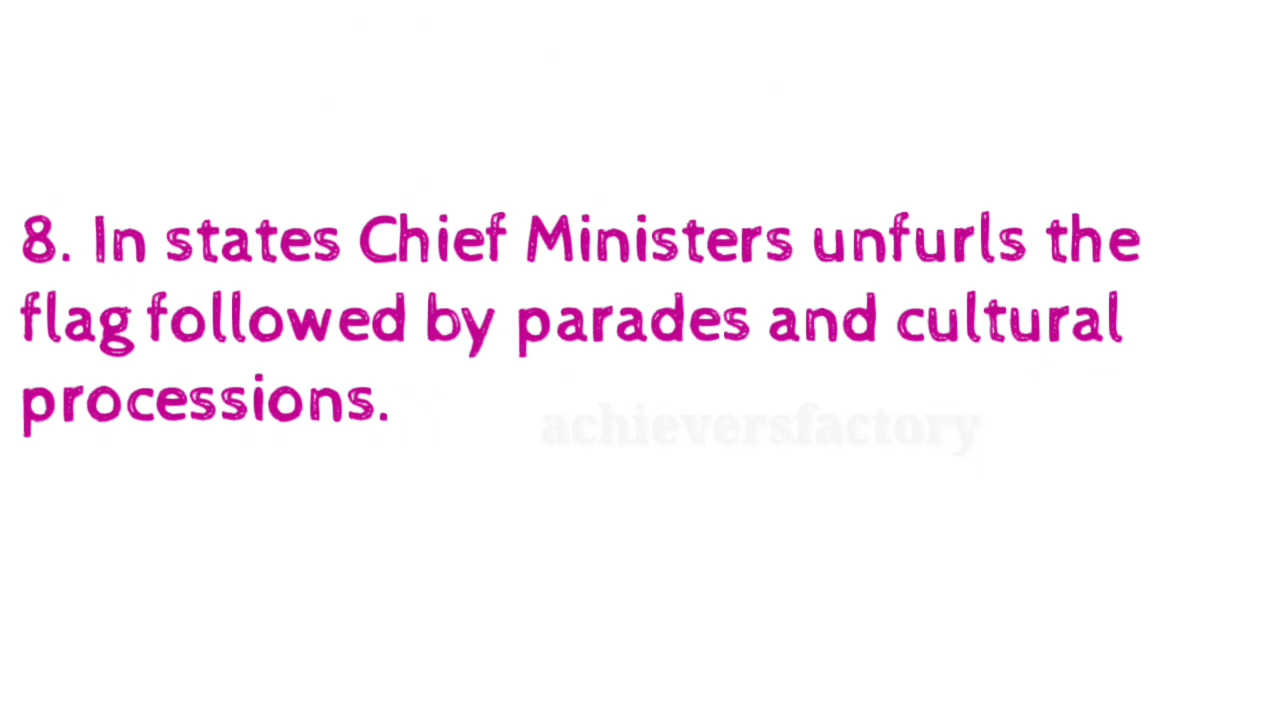 8. In states Chief Ministers unfurls the
flag followed by parades and cultural
processions.
achieversfactory